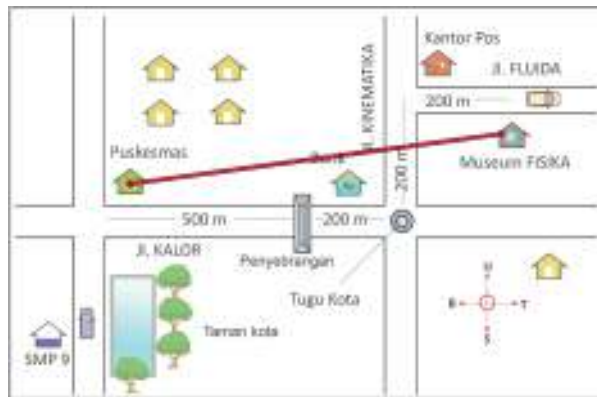 Kantor Pos
Jl. FLUIDA
200 m
JL. KINEMATIKA
Puskesmas
Museum FISIKA
200 m
500 m
200 m
JI. KALOR
Penyebrangan
Tugu Kota
Taman kota
SMP 9
U
B
T
S